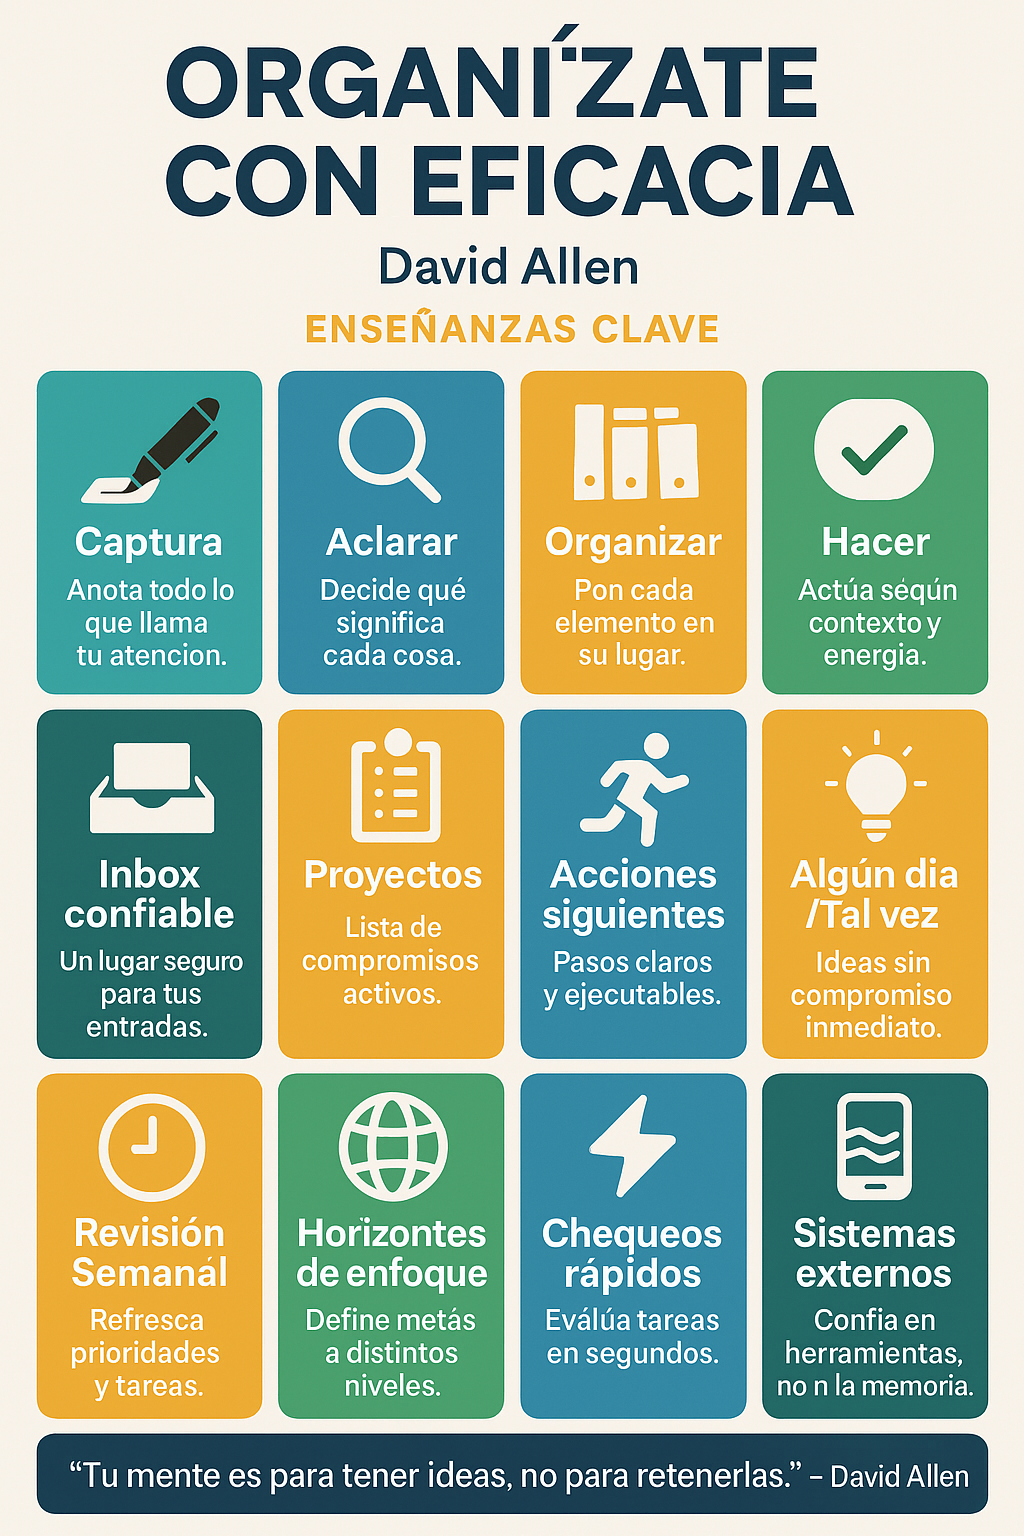 ORGANÍZATE
CON EFICACIA
David Allen
ENSEÑANZAS CLAVE
Captura
Anota todo lo
que llama
tu atencion.
Aclarar
Decide qué
significa
cada cosa.
Organizar
Pon cada
elemento en
su lugar.
Hacer
Actúa séqún
contexto y
energia.
Inbox
confiable
Un lugar seguro
para tus
entradas.
Proyectos
Lista de
compromisos
activos.
Acciones
siguientes
Pasos claros
y ejecutables.
Algún dia
/Tal vez
Ideas sin
compromiso
inmediato.
Revisión
Semanál
Refresca
prioridades
y tareas.
Horizontes
de enfoque
Define metás
a distintos
niveles.
Chequeos
rápidos
Eválúa tareas
en segundos.
Sistemas
externos
Confia en
herramientas,
no n la memoria.
“Tu mente es para tener ideas, no para retenerlas.” – David Allen